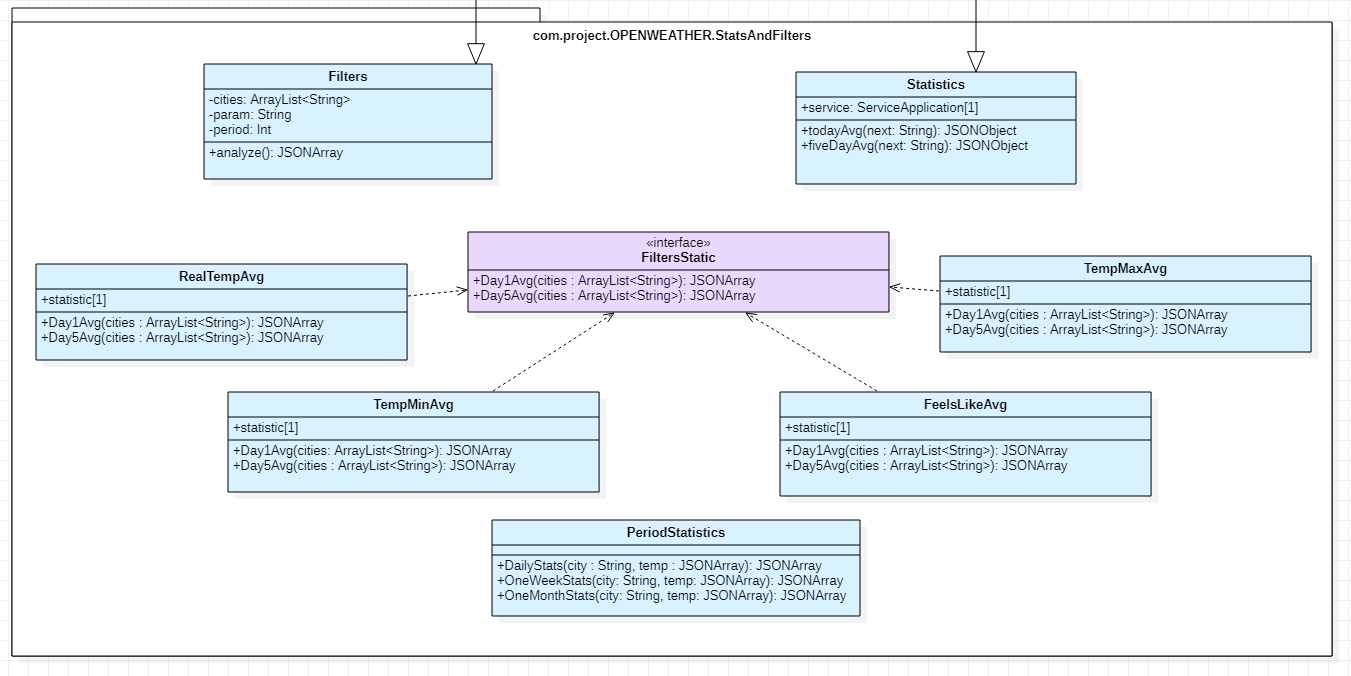 com.project.OPENWEATHER.StatsAndFilters
Filters
-cities: ArrayList<String>
-param: String
-period: Int
+analyze(): JSONArray
Statistics
+service: ServiceApplication[1]
+todayAvg(next: String): JSONObject
+fiveDayAvg(next: String): JSONObject
«interface»
FiltersStatic
+Day1Avg(cities : ArrayList<String>): JSONArray
+Day5Avg(cities : ArrayList<String>): JSONArray
RealTempAvg
+statistic[1]
+Day1Avg(cities : ArrayList<String>): JSONArray
+Day5Avg(cities : ArrayList<String>): JSONArray
TempMaxAvg
+statistic[1]
+Day1Avg(cities : ArrayList<String>): JSONArray
+Day5Avg(cities : ArrayList<String>): JSONArray
TempMinAvg
+statistic[1]
+Day1Avg(cities: ArrayList<String>): JSONArray
+Day5Avg(cities : ArrayList<String>): JSONArray
FeelsLikeAvg
+statistic[1]
+Day1Avg(cities : ArrayList<String>): JSONArray
+Day5Avg(cities : ArrayList<String>): JSONArray
PeriodStatistics
+DailyStats(city : String, temp : JSONArray): JSONArray
+OneWeekStats(city: String, temp: JSONArray): JSONArray
+OneMonthStats(city: String, temp: JSONArray): JSONArray